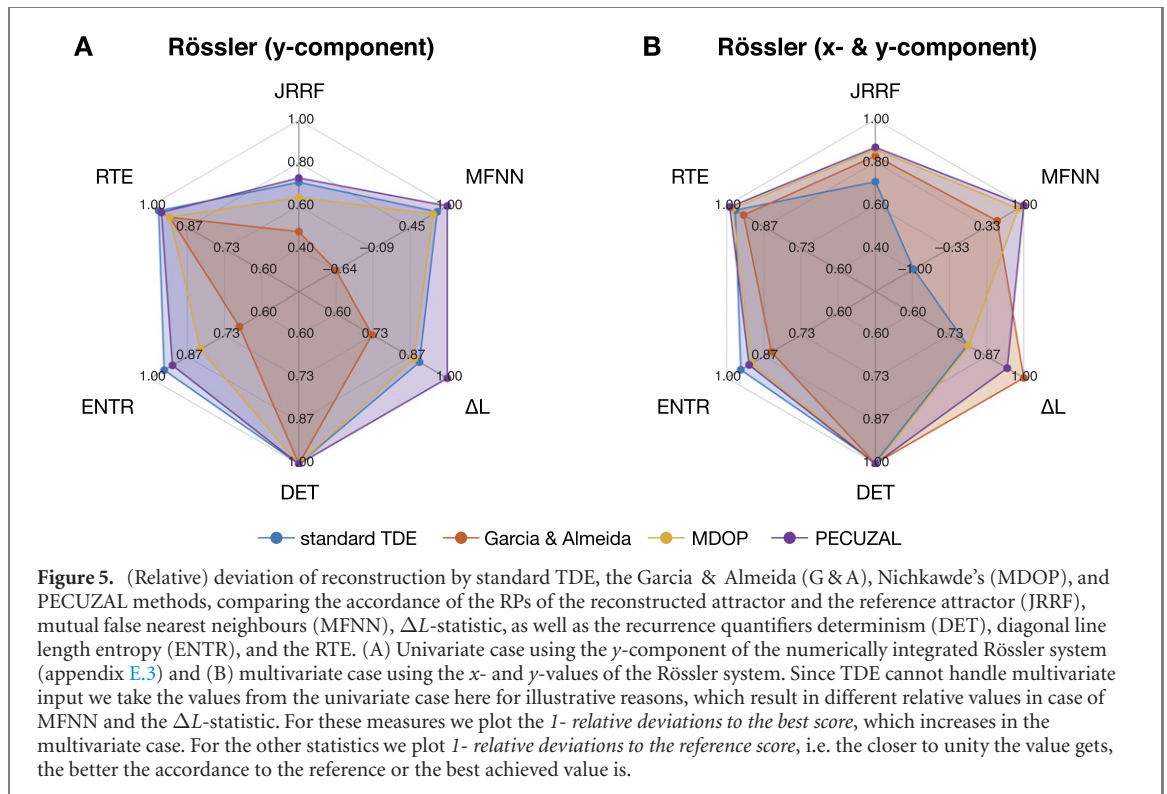 A Rössler (y-component)
B Rössler (x- & y-component)
JRRF
1.00
RTE
0.80
MFNN
1.00
0.60
1.00
0.87
0.45
0.73
0.40
−0.09
0.60
−0.64
0.60
0.60
0.73
0.60
0.73
0.87
0.87
1.00
0.73
1.00
ENTR
ΔL
0.87
1.00
DET
JRRF
1.00
RTE
0.80
MFNN
1.00
0.60
1.00
0.87
0.33
0.73
0.40
−0.33
0.60
−1.00
0.60
0.60
0.73
0.60
0.73
0.87
0.87
1.00
0.73
1.00
ENTR
ΔL
0.87
1.00
DET
standard TDE Garcia & Almeida MDOP PECUZAL
Figure 5. (Relative) deviation of reconstruction by standard TDE, the Garcia & Almeida (G & A), Nichkawde's (MDOP), and
PECUZAL methods, comparing the accordance of the RPs of the reconstructed attractor and the reference attractor (JRRF),
mutual false nearest neighbours (MFNN), ΔL-statistic, as well as the recurrence quantifiers determinism (DET), diagonal line
length entropy (ENTR), and the RTE. (A) Univariate case using the y-component of the numerically integrated Rössler system
(appendix E.3) and (B) multivariate case using the x- and y-values of the Rössler system. Since TDE cannot handle multivariate
input we take the values from the univariate case here for illustrative reasons, which result in different relative values in case of
MFNN and the ΔL-statistic. For these measures we plot the 1- relative deviations to the best score, which increases in the
multivariate case. For the other statistics we plot 1- relative deviations to the reference score, i.e. the closer to unity the value gets,
the better the accordance to the reference or the best achieved value is.